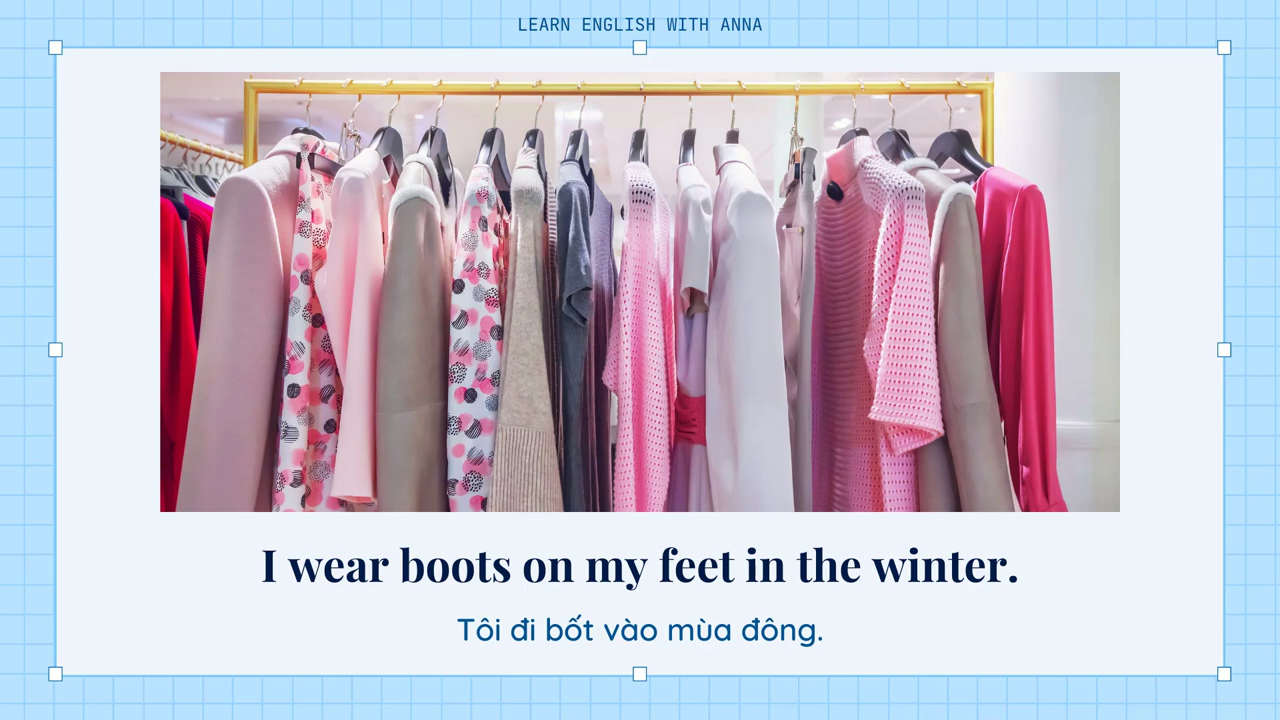 LEARN ENGLISH WITH ANNA
I wear boots on my feet in the winter.
Tôi đi bốt vào mùa đông.